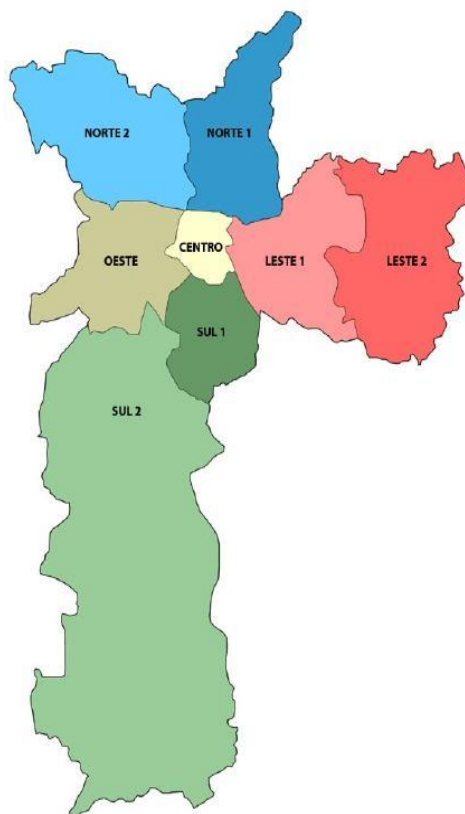 NORTE 2
NORTE 1
CENTRO
OESTE
LESTE 1
LESTE 2
SUL 1
SUL 2